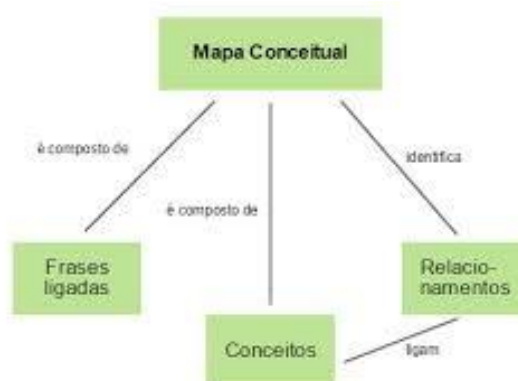 Mapa Conceitual
é composto de
identifica
é composto de
Frases
ligadas
Relacio-
namentos
Conceitos
ligam